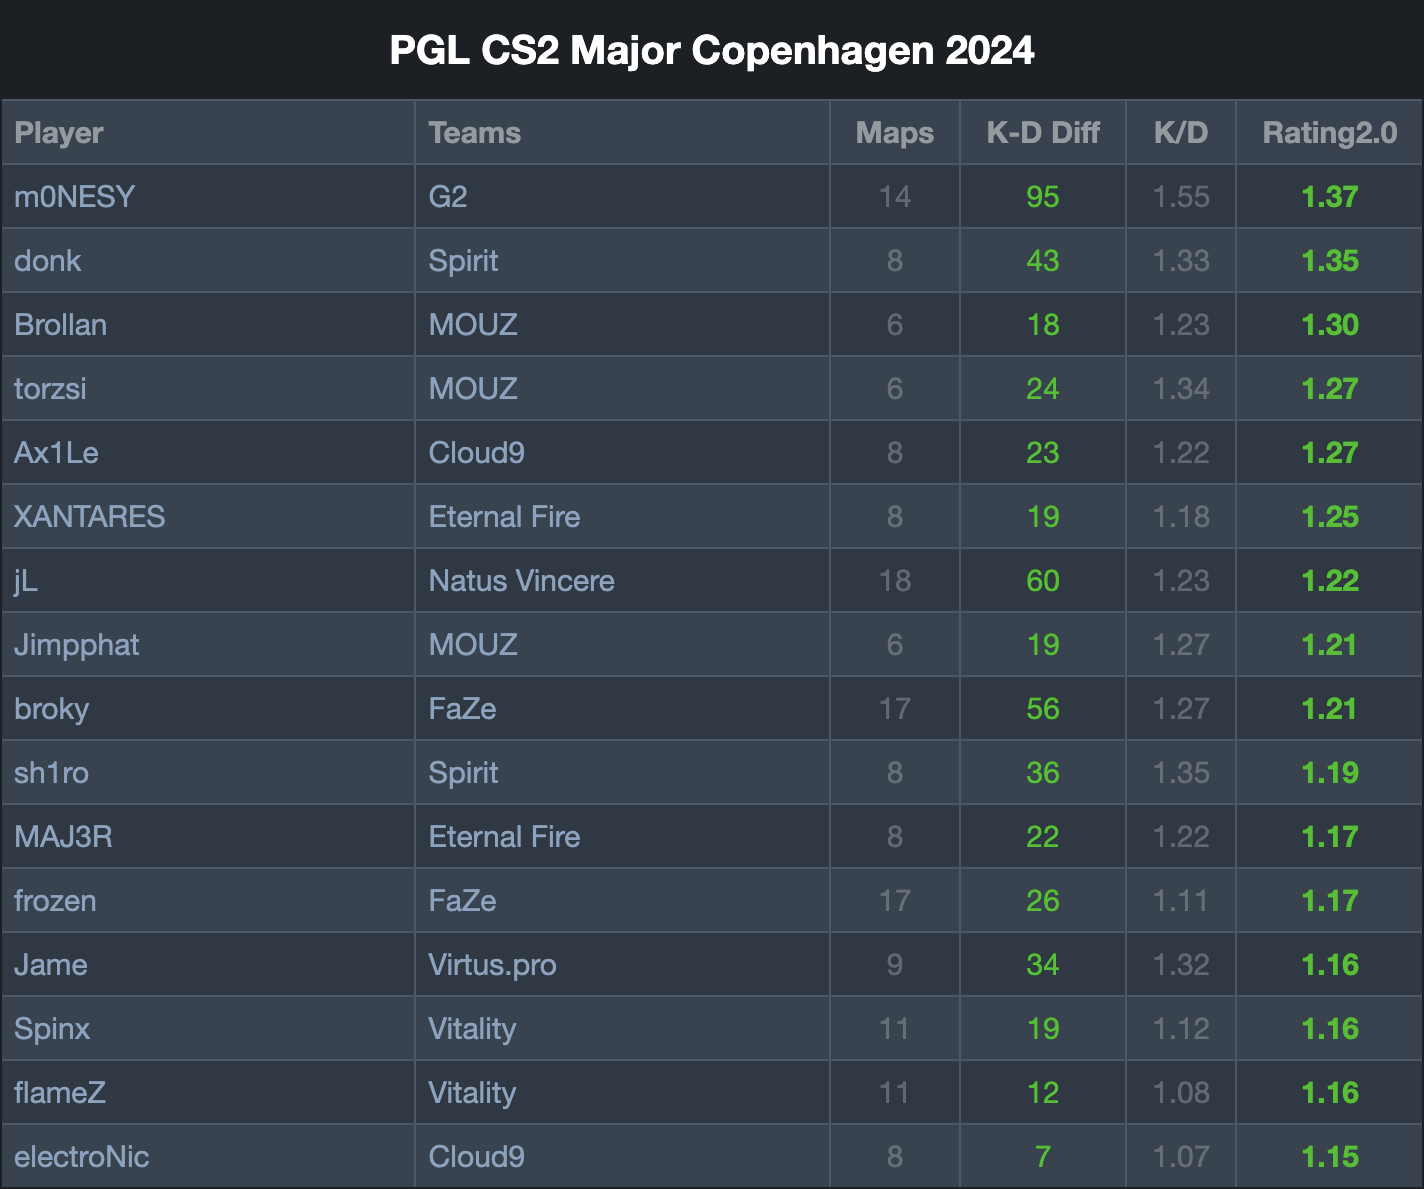 PGL CS2 Major Copenhagen 2024
Player Teams Maps K-D Diff K/D Rating2.0
m0NESY G2 14 95 1.55 1.37
donk Spirit 8 43 1.33 1.35
Brollan MOUZ 6 18 1.23 1.30
torzsi MOUZ 6 24 1.34 1.27
Ax1Le Cloud9 8 23 1.22 1.27
XANTARES Eternal Fire 8 19 1.18 1.25
jL Natus Vincere 18 60 1.23 1.22
Jimpphat MOUZ 6 19 1.27 1.21
broky FaZe 17 56 1.27 1.21
sh1ro Spirit 8 36 1.35 1.19
MAJ3R Eternal Fire 8 22 1.22 1.17
frozen FaZe 17 26 1.11 1.17
Jame Virtus.pro 9 34 1.32 1.16
Spinx Vitality 11 19 1.12 1.16
flameZ Vitality 11 12 1.08 1.16
electroNic Cloud9 8 7 1.07 1.15